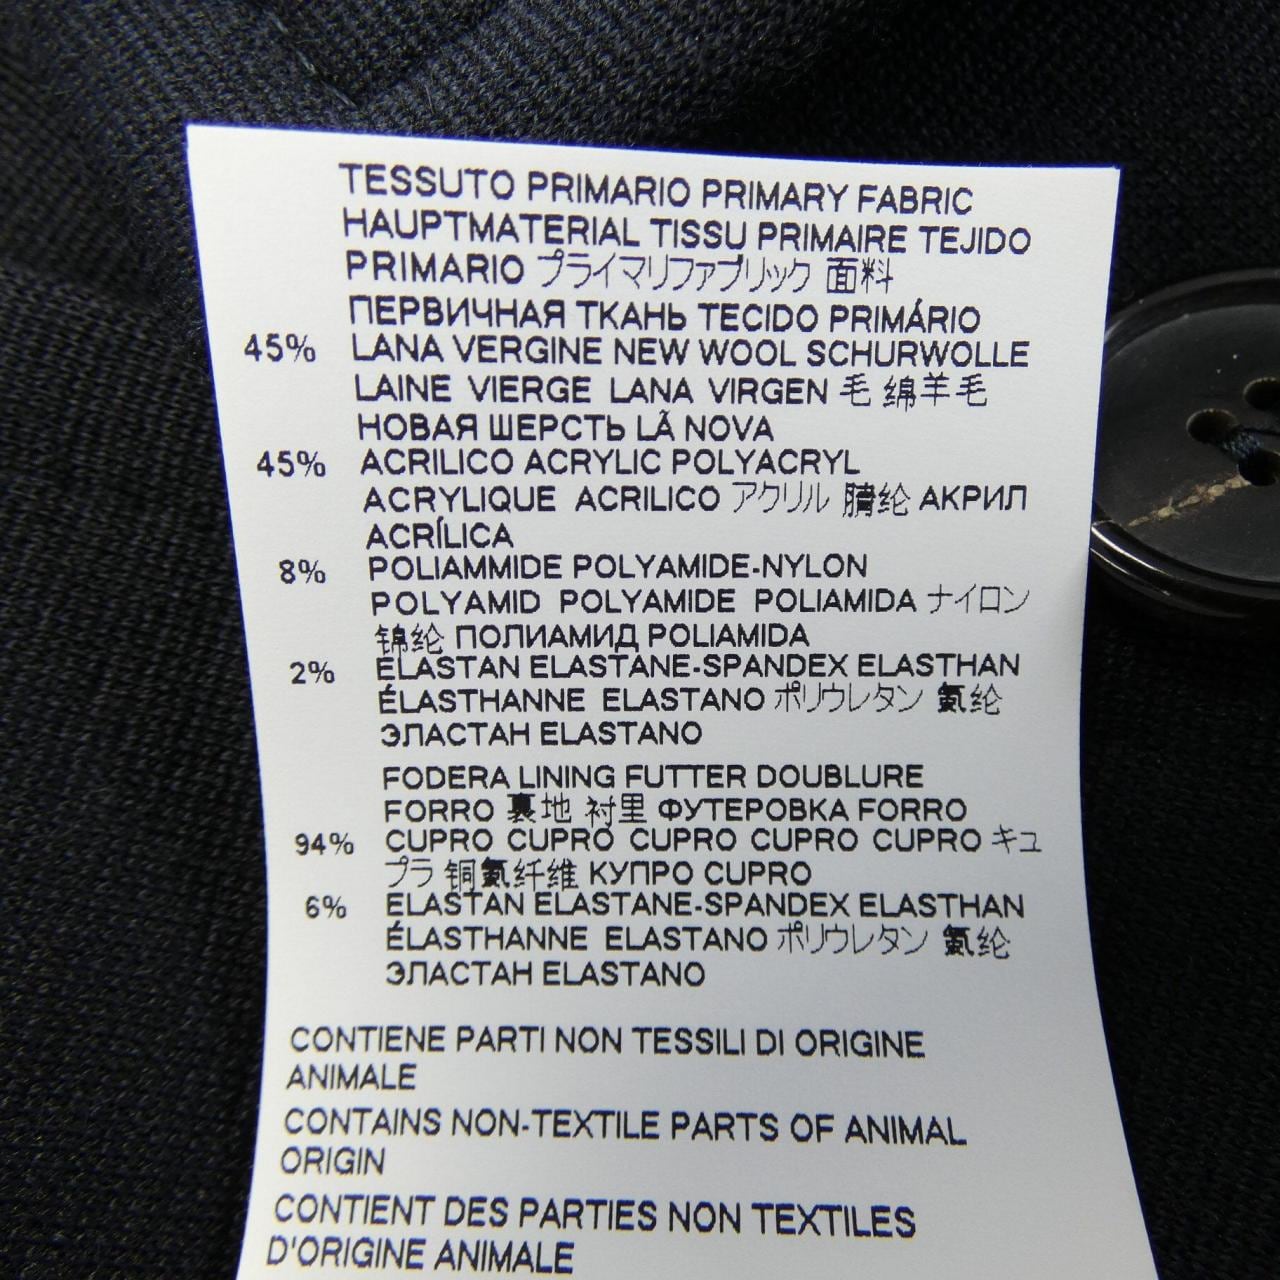 TESSUTO PRIMARIO PRIMARY FABRIC
HAUPTMATERIAL TISSU PRIMAIRE TEJIDO
PRIMARIO プライマリファブリック 面料
ПЕРВИЧНАЯ ТКАНЬ TECIDO PRIMÁRIO
45% LANA VERGINE NEW WOOL SCHURWOLLE
LAINE VIERGE LANA VIRGEN 毛 绵羊毛
НОВАЯ ШЕРСТЬ LÃ NOVA
45% ACRILICO ACRYLIC POLYACRYL
ACRYLIQUE ACRILICO アクリル 腈纶 АКРИЛ
ACRÍLICA
8% POLIAMMIDE POLYAMIDE-NYLON
POLYAMID POLYAMIDE POLIAMIDA ナイロン
锦纶 ПОЛИАМИД POLIAMIDA
2% ELASTAN ELASTANE-SPANDEX ELASTHAN
ÉLASTHANNE ELASTANO ポリウレタン 氨纶
ЭЛАСТАН ELASTANO
FODERA LINING FUTTER DOUBLURE
FORRO 裏地 衬里 ФУТЕРОВКА FORRO
94% CUPRO CUPRO CUPRO CUPRO CUPRO キュ
プラ 铜氨纤维 КУПРО CUPRO
6% ELASTAN ELASTANE-SPANDEX ELASTHAN
ÉLASTHANNE ELASTANO ポリウレタン 氨纶
ЭЛАСТАН ELASTANO
CONTIENE PARTI NON TESSILI DI ORIGINE
ANIMALE
CONTAINS NON-TEXTILE PARTS OF ANIMAL
ORIGIN
CONTIENT DES PARTIES NON TEXTILES
D'ORIGINE ANIMALE